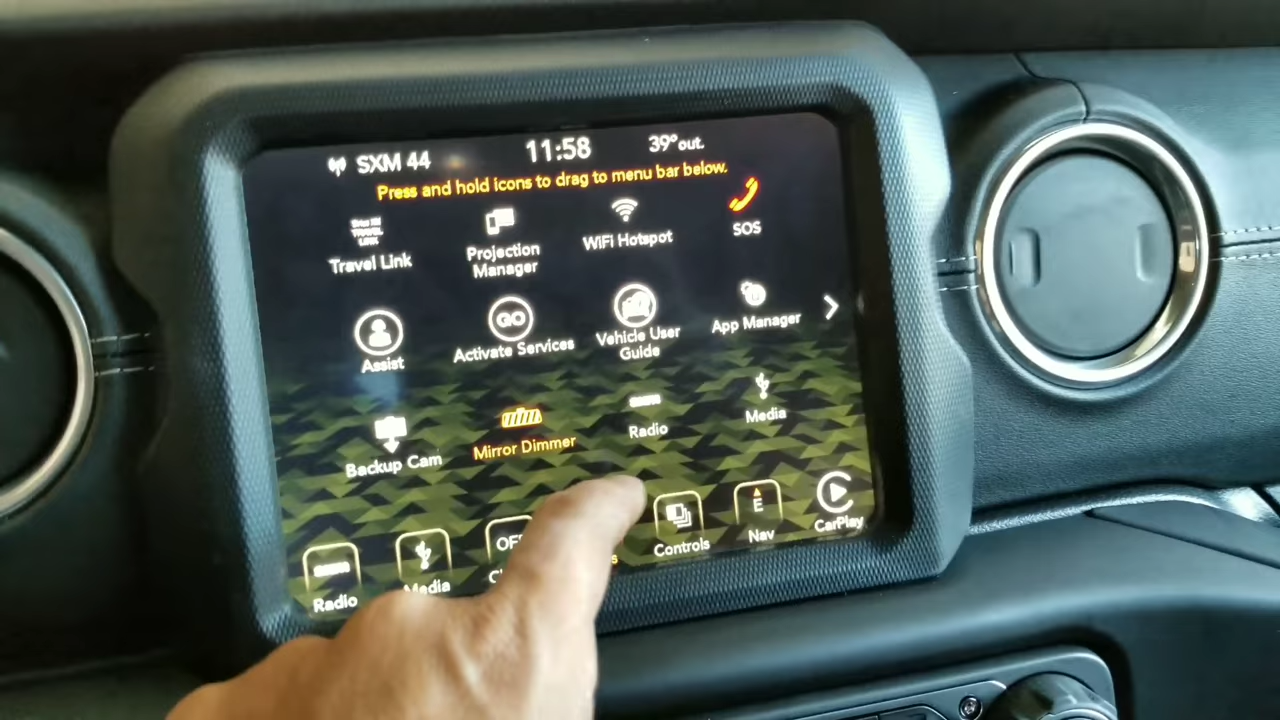 SXM 44
11:58
39° out.
Press and hold icons to drag to menu bar below.
Travel Link
Projection
Manager
WiFi Hotspot
SOS
Assist
GO
Activate Services
Vehicle User
Guide
App Manager
Backup Cam
Mirror Dimmer
Radio
Media
Radio
Media
Controls
E
Nav
CarPlay